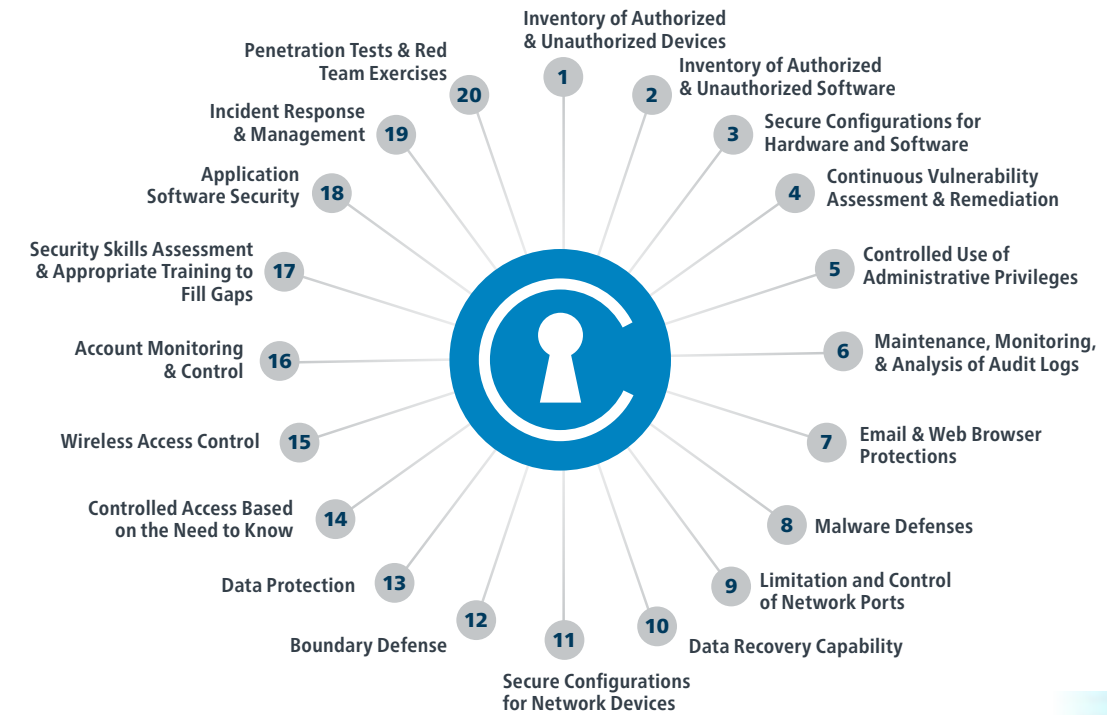 1
Inventory of Authorized
& Unauthorized Devices
2
Inventory of Authorized
& Unauthorized Software
3
Secure Configurations for
Hardware and Software
4
Continuous Vulnerability
Assessment & Remediation
5
Controlled Use of
Administrative Privileges
6
Maintenance, Monitoring,
& Analysis of Audit Logs
7
Email & Web Browser
Protections
8
Malware Defenses
9
Limitation and Control
of Network Ports
10
Data Recovery Capability
11
Secure Configurations
for Network Devices
12
Boundary Defense
13
Data Protection
14
Controlled Access Based
on the Need to Know
15
Wireless Access Control
16
Account Monitoring
& Control
17
Security Skills Assessment
& Appropriate Training to
Fill Gaps
18
Application
Software Security
19
Incident Response
& Management
20
Penetration Tests & Red
Team Exercises